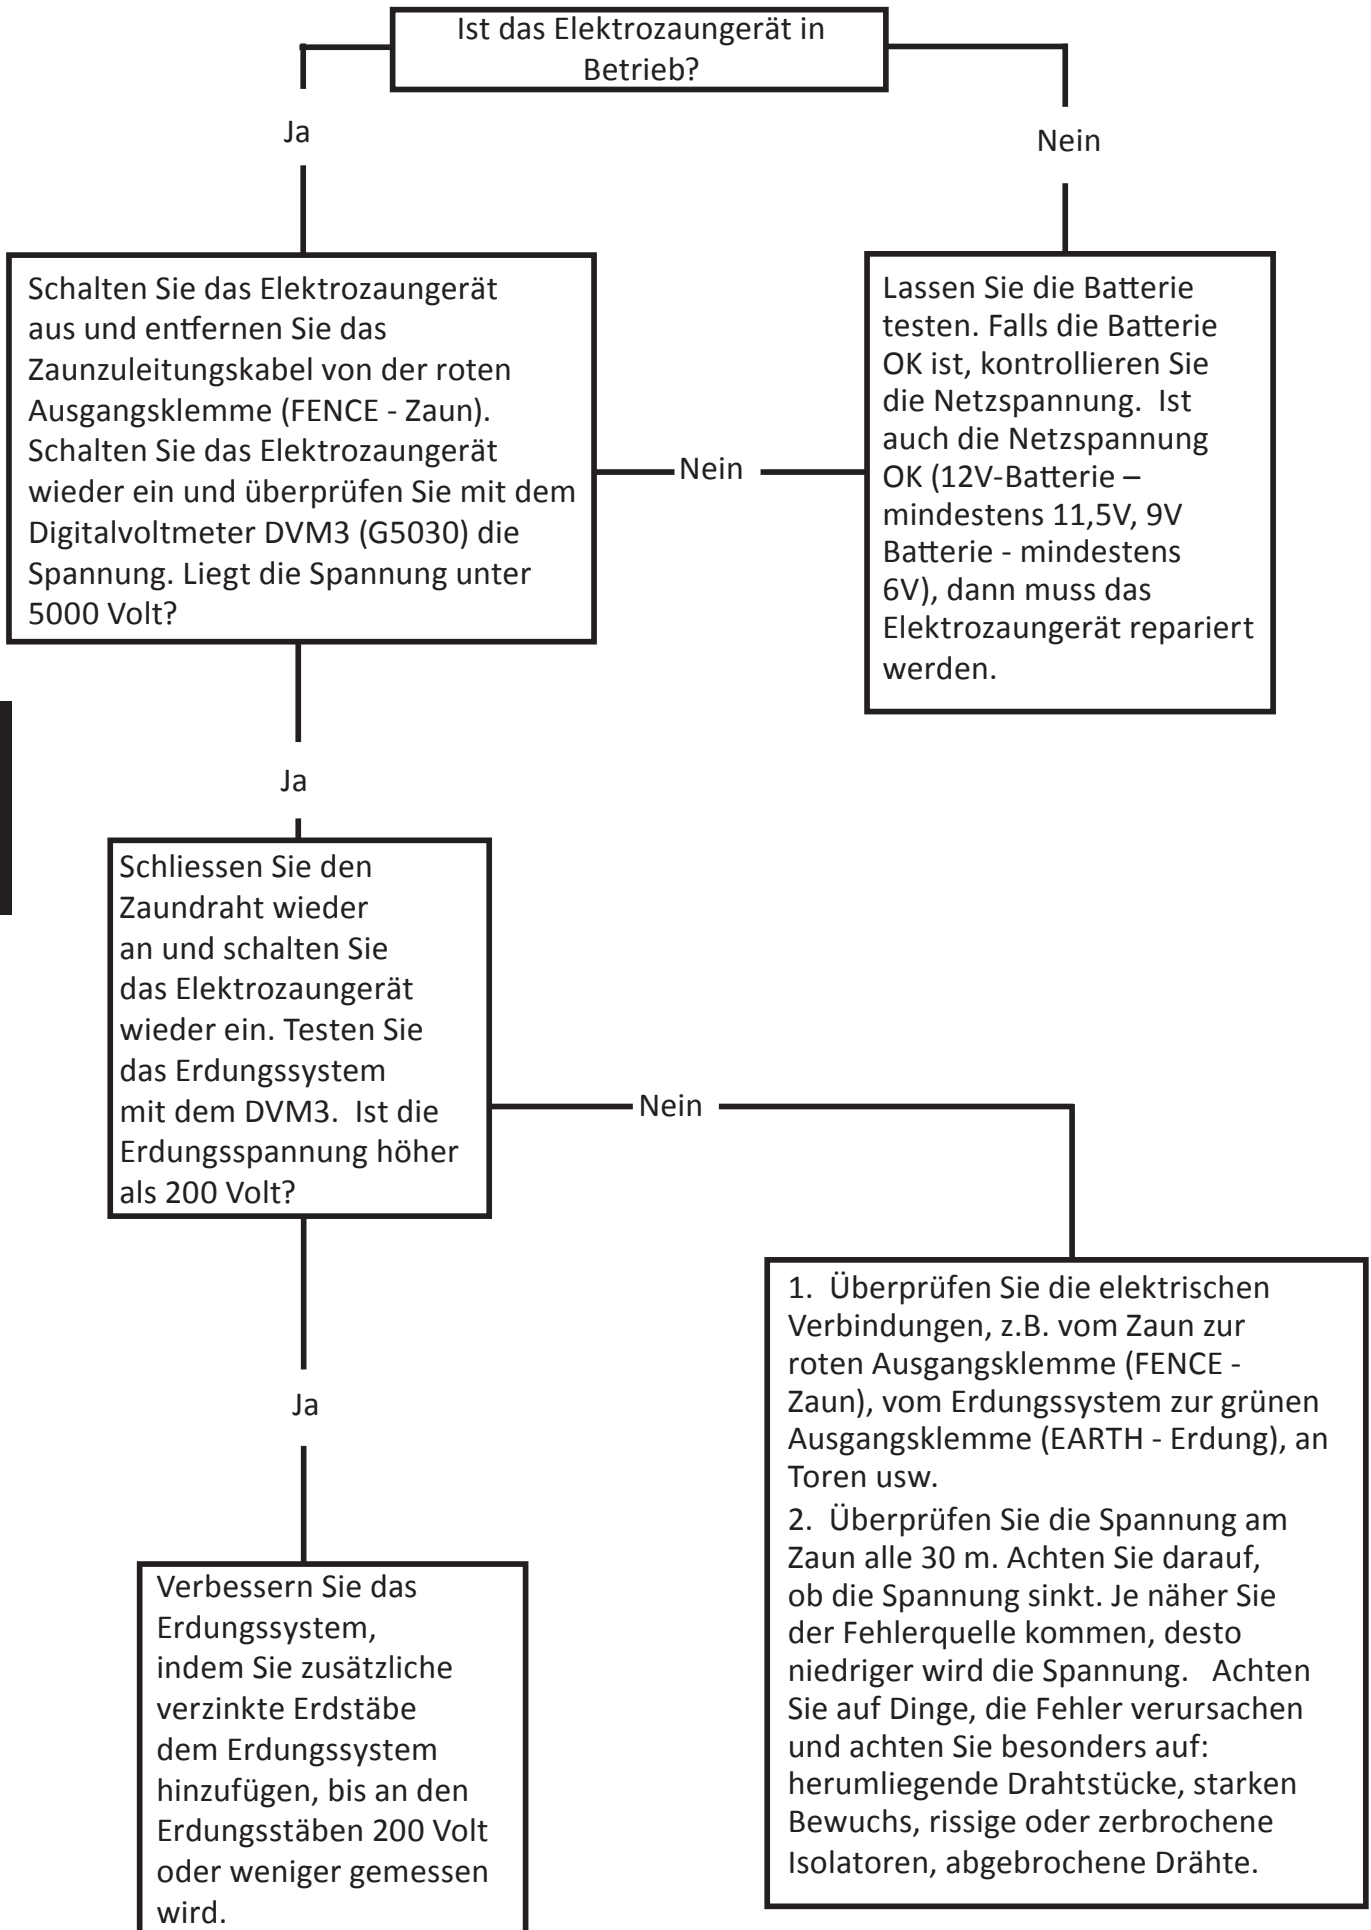 Ist das Elektrozaungerät in
Betrieb?
Ja
Nein
Schalten Sie das Elektrozaungerät
aus und entfernen Sie das
Zaunzuleitungskabel von der roten
Ausgangsklemme (FENCE - Zaun).
Schalten Sie das Elektrozaungerät
wieder ein und überprüfen Sie mit dem
Digitalvoltmeter DVM3 (G5030) die
Spannung. Liegt die Spannung unter
5000 Volt?
Nein
Lassen Sie die Batterie
testen. Falls die Batterie
OK ist, kontrollieren Sie
die Netzspannung.  Ist
auch die Netzspannung
OK (12V-Batterie –
mindestens 11,5V, 9V
Batterie - mindestens
6V), dann muss das
Elektrozaungerät repariert
werden.
Ja
Schliessen Sie den
Zaundraht wieder
an und schalten Sie
das Elektrozaungerät
wieder ein. Testen Sie
das Erdungssystem
mit dem DVM3.  Ist die
Erdungsspannung höher
als 200 Volt?
Nein
Ja
1.  Überprüfen Sie die elektrischen
Verbindungen, z.B. vom Zaun zur
roten Ausgangsklemme (FENCE -
Zaun), vom Erdungssystem zur grünen
Ausgangsklemme (EARTH - Erdung), an
Toren usw.
2.  Überprüfen Sie die Spannung am
Zaun alle 30 m. Achten Sie darauf,
ob die Spannung sinkt. Je näher Sie
der Fehlerquelle kommen, desto
niedriger wird die Spannung.   Achten
Sie auf Dinge, die Fehler verursachen
und achten Sie besonders auf:
herumliegende Drahtstücke, starken
Bewuchs, rissige oder zerbrochene
Isolatoren, abgebrochene Drähte.
Verbessern Sie das
Erdungssystem,
indem Sie zusätzliche
verzinkte Erdstäbe
dem Erdungssystem
hinzufügen, bis an den
Erdungsstäben 200 Volt
oder weniger gemessen
wird.